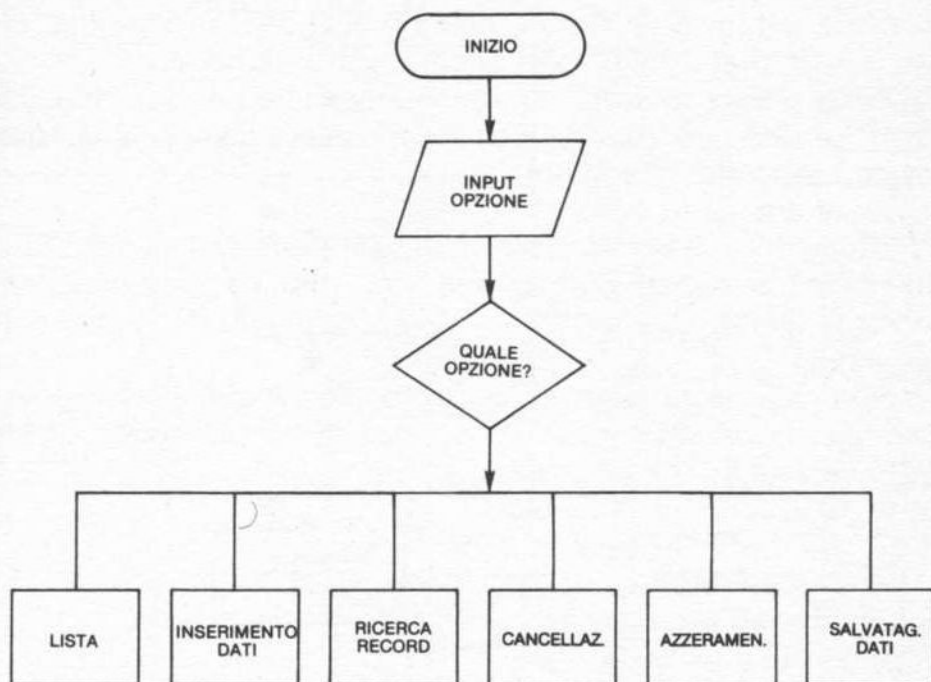 INIZIO
INPUT
OPZIONE
QUALE
OPZIONE?
LISTA
INSERIMENTO
DATI
RICERCA
RECORD
CANCELLAZ.
AZZERAMEN.
SALVATAG.
DATI